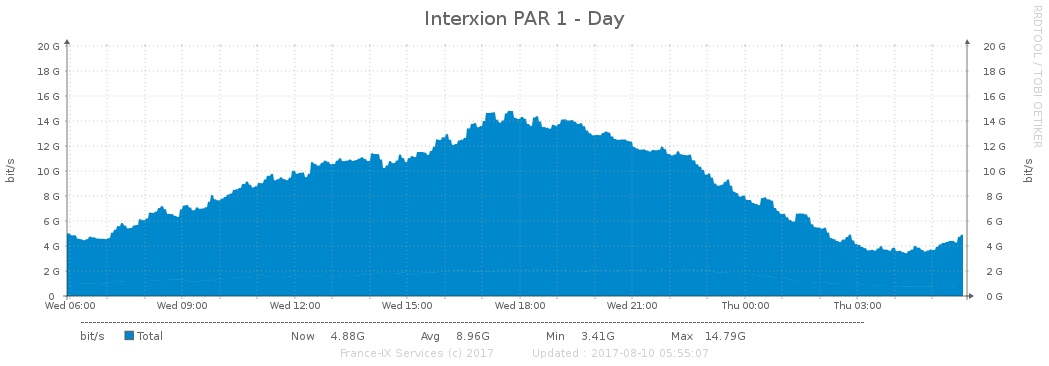 Interxion PAR 1 - Day
RRDTOOL / TOBI OETIKER
bit/s
bit/s
20 G 20 G
18 G 18 G
16 G 16 G
14 G 14 G
12 G 12 G
10 G 10 G
8 G 8 G
6 G 6 G
4 G 4 G
2 G 2 G
0 0 G
Wed 06:00 Wed 09:00 Wed 12:00 Wed 15:00 Wed 18:00 Wed 21:00 Thu 00:00 Thu 03:00
bit/s Total Now 4.88G Avg 8.96G Min 3.41G Max 14.79G
France-IX Services (c) 2017 Updated : 2017-08-10 05:55:07